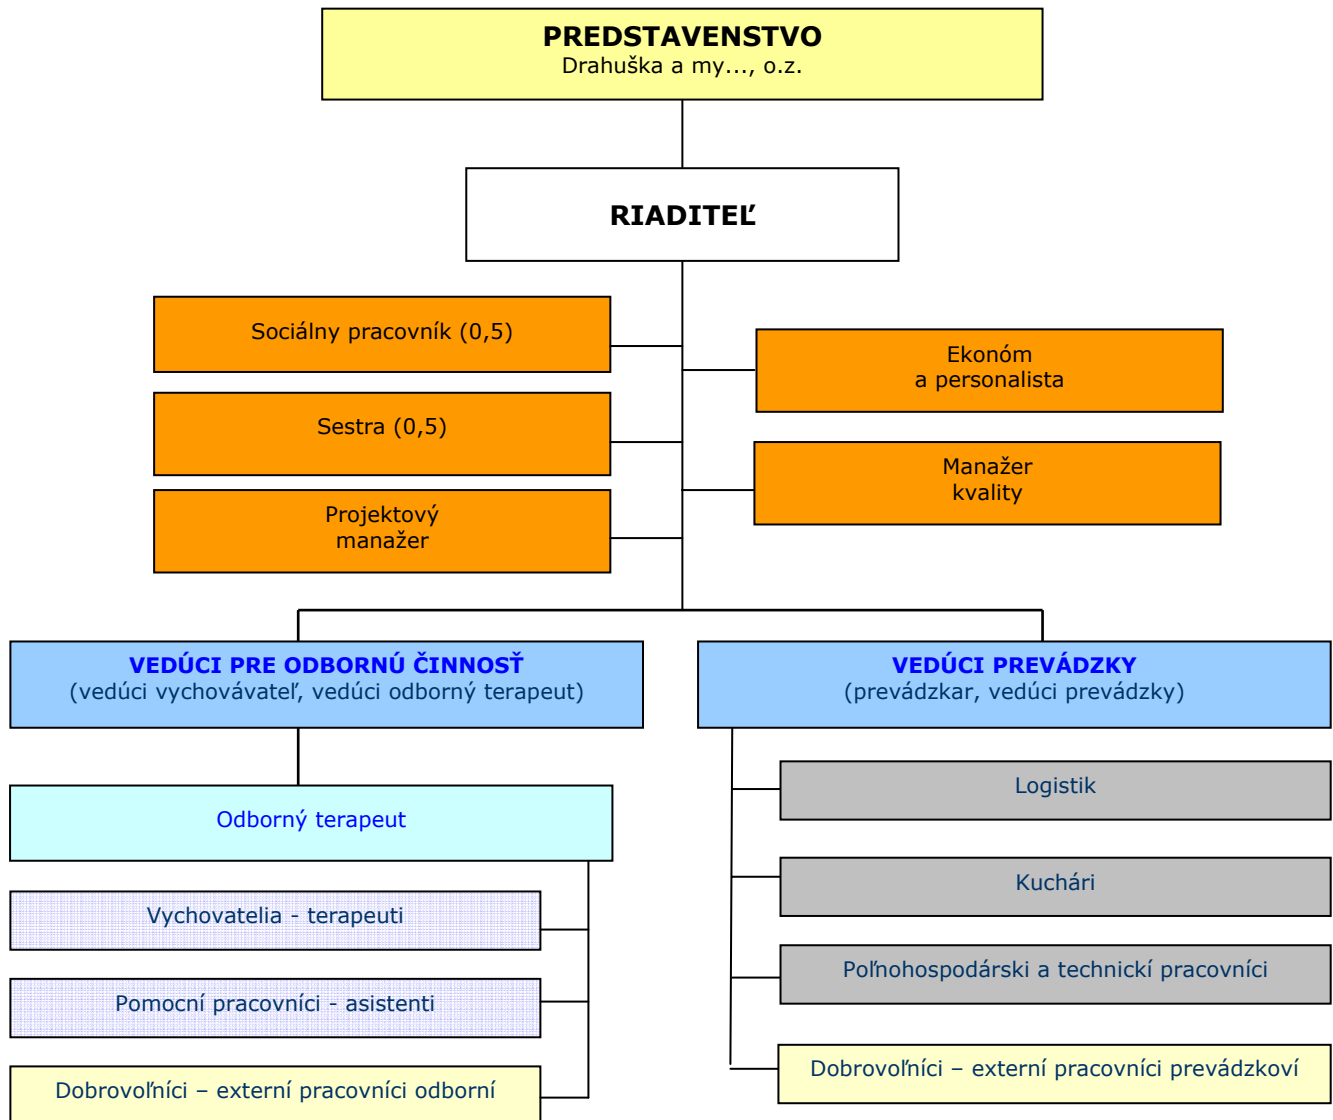 PREDSTAVENSTVO
Drahuška a my..., o.z.
RIADITEĽ
Sociálny pracovník (0,5)
Ekonóm
a personalista
Sestra (0,5)
Manažer
kvality
Projektový
manažer
VEDÚCI PRE ODBORNÚ ČINNOSŤ
(vedúci vychovávateľ, vedúci odborný terapeut)
VEDÚCI PREVÁDZKY
(prevádzkar, vedúci prevádzky)
Odborný terapeut
Vychovatelia - terapeuti
Pomocní pracovníci - asistenti
Dobrovoľníci – externí pracovníci odborní
Logistik
Kuchári
Poľnohospodárski a technickí pracovníci
Dobrovoľníci – externí pracovníci prevádzkoví